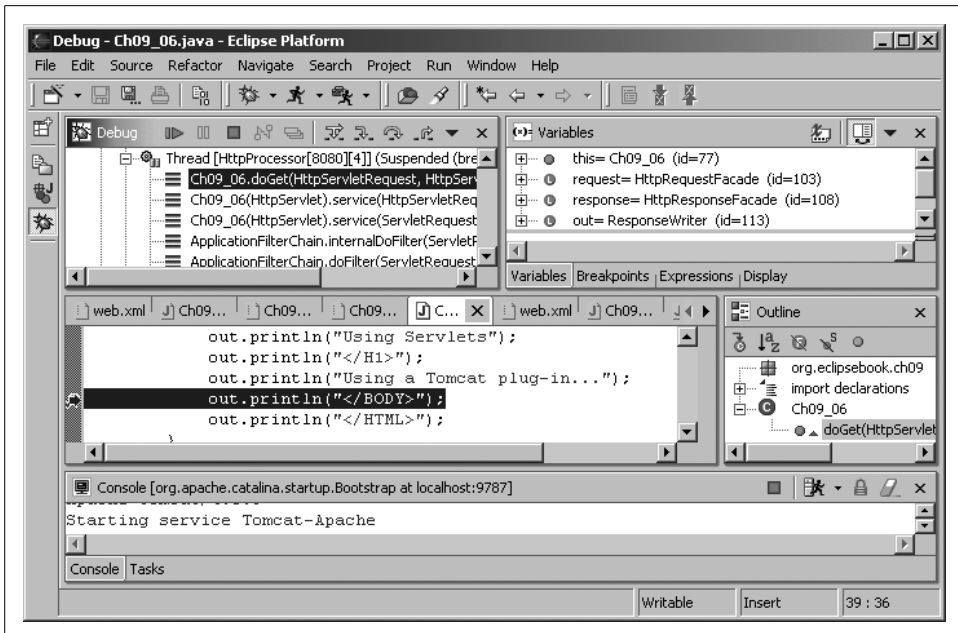 Debug - Ch09_06.java - Eclipse Platform
File Edit Source Refactor Navigate Search Project Run Window Help
Debug
Thread [HttpProcessor[8080][4]] (Suspended (bre
Ch09_06.doGet(HttpServletRequest, HttpServ
Ch09_06(HttpServlet).service(HttpServletReq
Ch09_06(HttpServlet).service(ServletRequest
ApplicationFilterChain.internalDoFilter(ServletR
ApplicationFilterChain.doFilter(ServletRequest
Variables
this= Ch09_06 (id=77)
request= HttpRequestFacade (id=103)
response= HttpResponseFacade (id=108)
out= ResponseWriter (id=113)
Variables Breakpoints Expressions Display
web.xml Ch09... Ch09... Ch09... C... web.xml Ch09...
out.println("Using Servlets");
out.println("</H1>");
out.println("Using a Tomcat plug-in...");
out.println("</BODY>");
out.println("</HTML>");
}
Outline
org.eclipsebook.ch09
import declarations
Ch09_06
doGet(HttpServlet
Console [org.apache.catalina.startup.Bootstrap at localhost:9787]
Starting service Tomcat-Apache
Console Tasks
Writable Insert 39 : 36